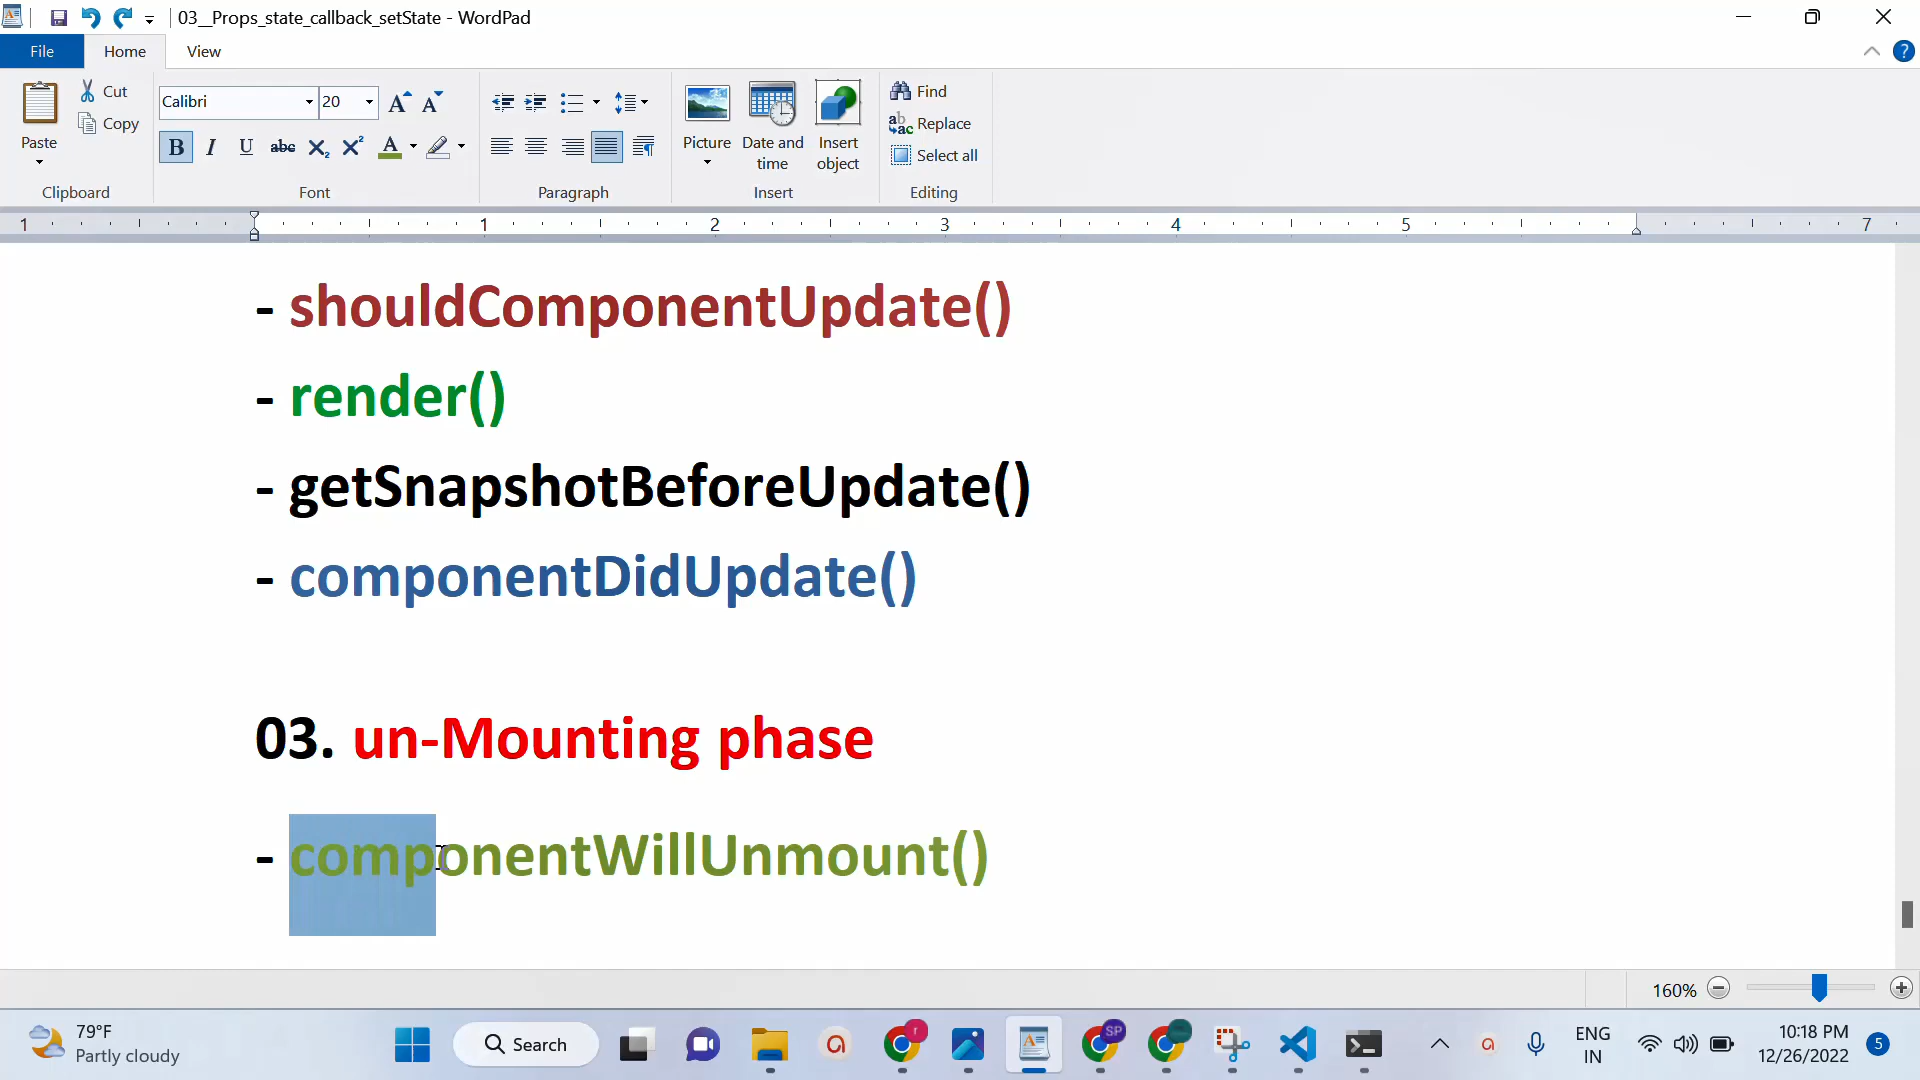 03__Props_state_callback_setState - WordPad
File
Home
View
Paste
Cut
Copy
Clipboard
Calibri
20
Font
Paragraph
Picture
Date and time
Insert object
Insert
Find
Replace
Select all
Editing
1 1 2 3 4 5 7
- shouldComponentUpdate()
- render()
- getSnapshotBeforeUpdate()
- componentDidUpdate()
03. un-Mounting phase
- componentWillUnmount()
160%
79°F
Partly cloudy
Search
ENG
IN
10:18 PM
12/26/2022
5